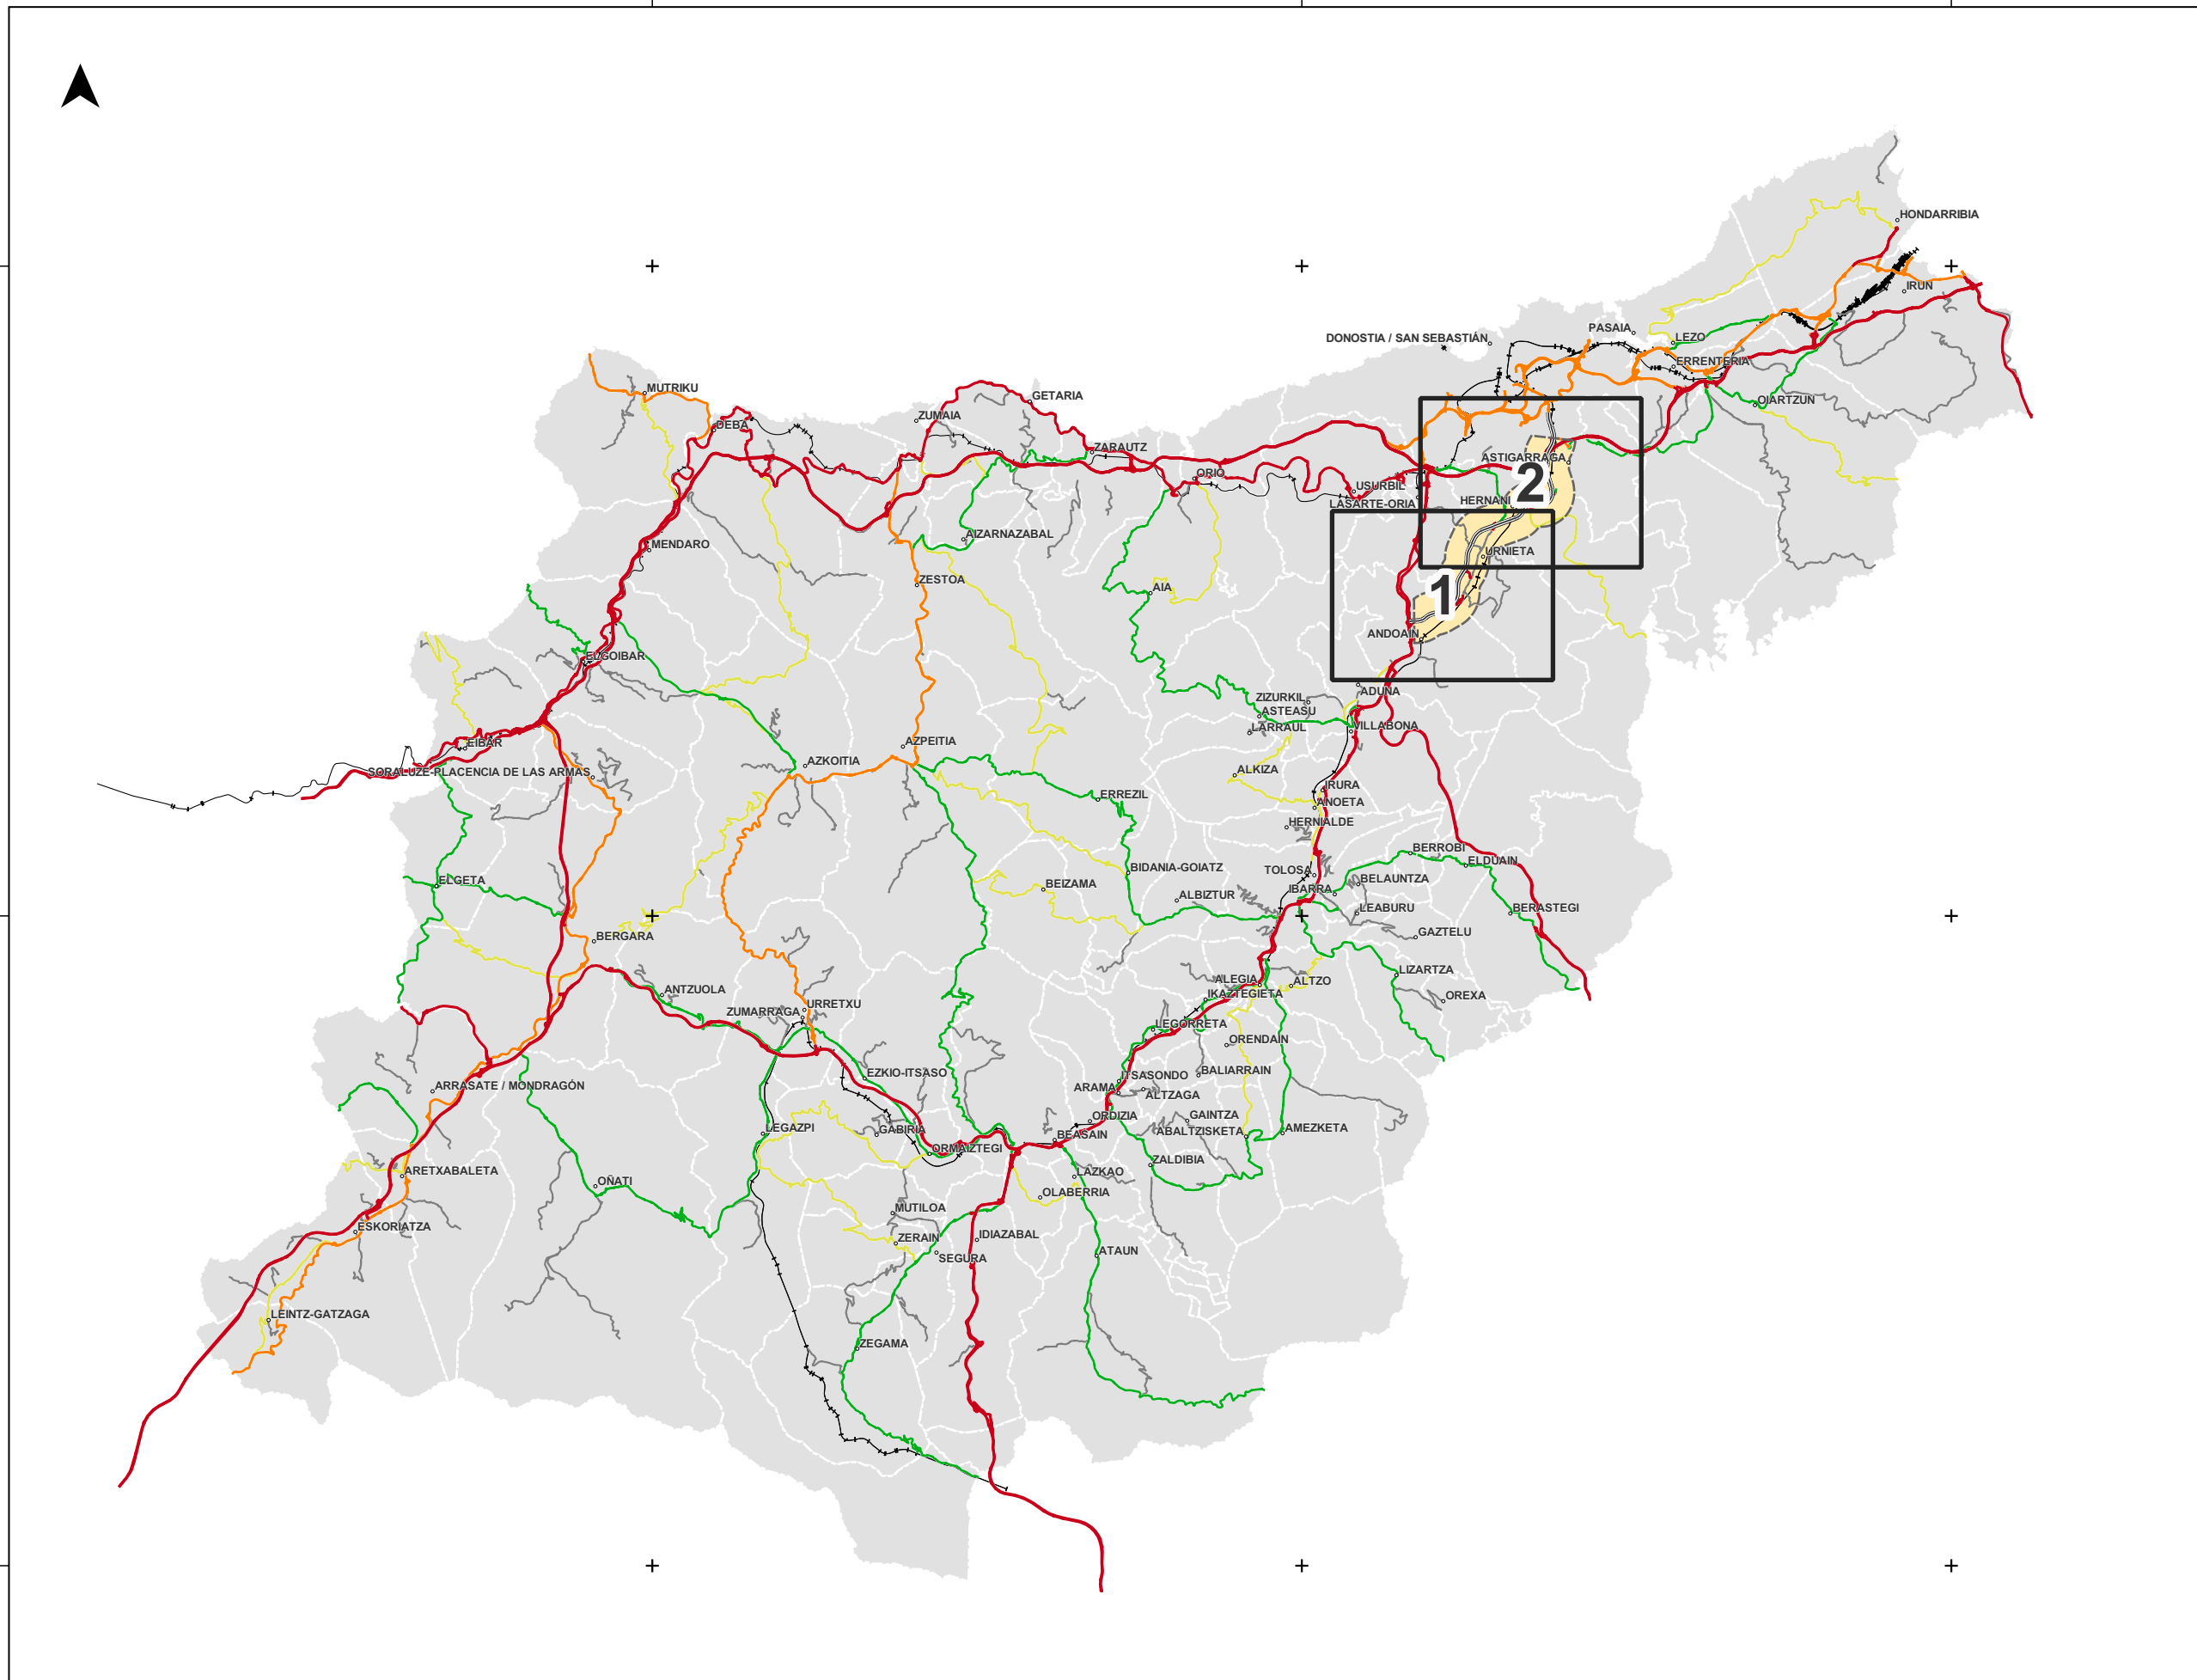 HONDARRIBIA
IRUN
PASAIA
DONOSTIA / SAN SEBASTIÁN
LEZO
ERRENTERIA
MUTRIKU
GETARIA
OIARTZUN
ZUMAIA
DEBA
ZARAUTZ
ASTIGARRAGA
ORIO
2
USURBIL
HERNANI
LASARTE-ORIA
AIZARNAZABAL
MENDARO
URNIETA
ZESTOA
AIA
1
ANDOAIN
ELGOIBAR
ADUNA
ZIZURKIL
ASTEASU
LARRAUL
VILLABONA
EIBAR
AZPEITIA
AZKOITIA
SORALUZE-PLACENCIA DE LAS ARMAS
ALKIZA
IRURA
ERREZIL
ANOETA
HERNIALDE
BERROBI
ELDUAIN
BIDANIA-GOIATZ
TOLOSA
ELGETA
BEIZAMA
BELAUNTZA
IBARRA
ALBIZTUR
LEABURU
BERASTEGI
GAZTELU
BERGARA
LIZARTZA
ALEGIA
ALTZO
ANTZUOLA
IKAZTEGIETA
OREXA
URRETXU
ZUMARRAGA
LEGORRETA
ORENDAIN
EZKIO-ITSASO
BALIARRAIN
ITSASONDO
ARRASATE / MONDRAGÓN
ARAMA
ALTZAGA
ORDIZIA
GAINTZA
LEGAZPI
GABIRIA
ABALTZISKETA
AMEZKETA
BEASAIN
ORMAIZTEGI
ZALDIBIA
ARETXABALETA
LAZKAO
OÑATI
OLABERRIA
MUTILOA
ESKORIATZA
IDIAZABAL
ZERAIN
ATAUN
SEGURA
LEINTZ-GATZAGA
ZEGAMA